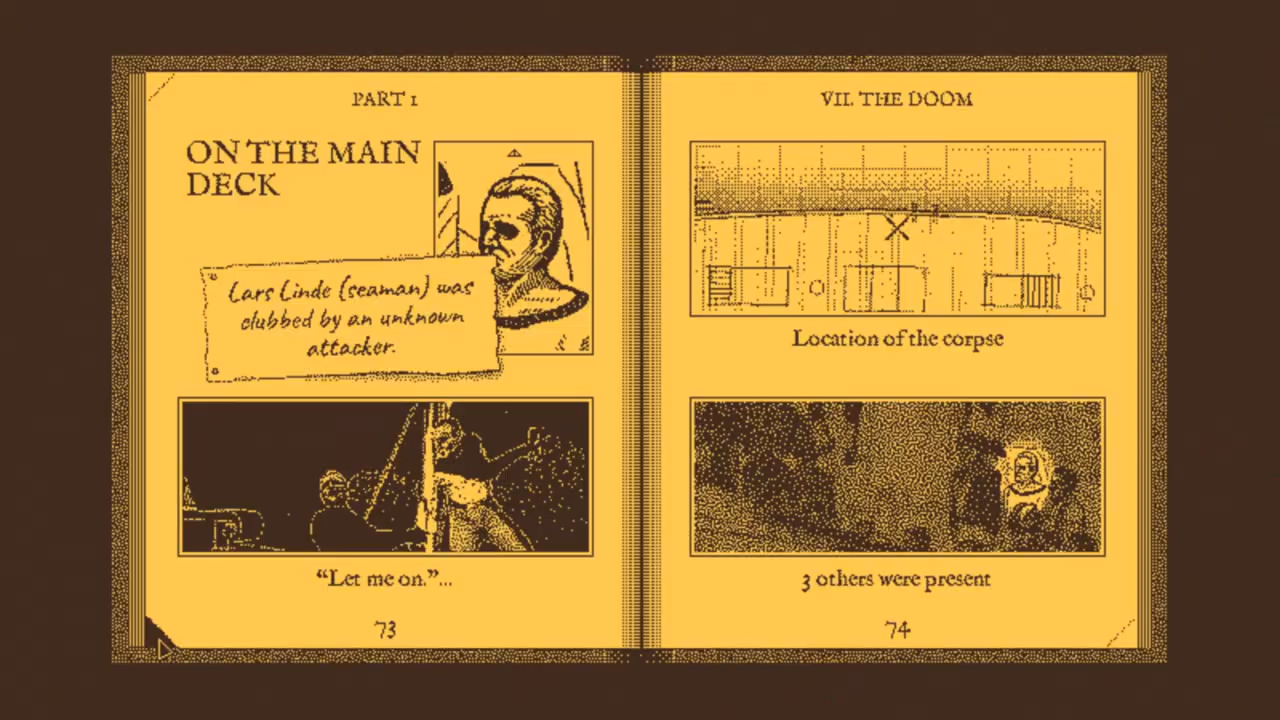 PART 1
ON THE MAIN
DECK
Lars Linde (seaman) was
clubbed by an unknown
attacker.
“Let me on.”...
73
VII. THE DOOM
Location of the corpse
3 others were present
74